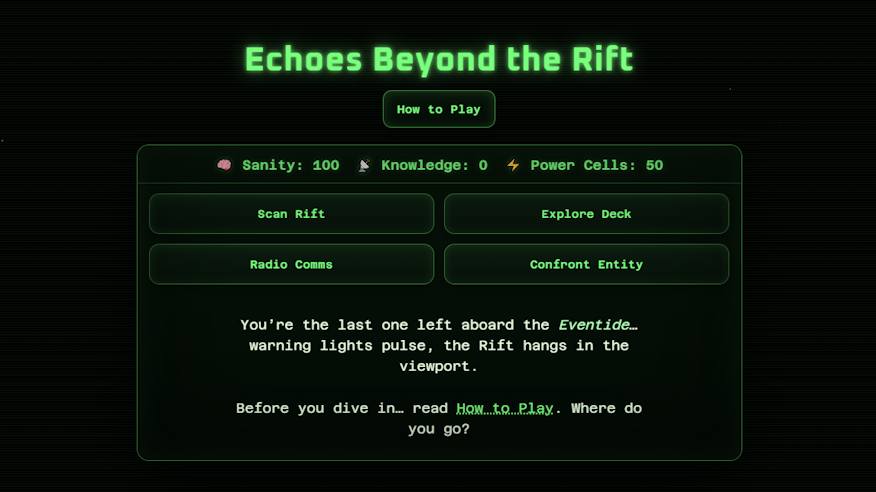 Echoes Beyond the Rift
How to Play
Sanity: 100 Knowledge: 0 Power Cells: 50
Scan Rift
Explore Deck
Radio Comms
Confront Entity
You’re the last one left aboard the Eventide…
warning lights pulse, the Rift hangs in the
viewport.
Before you dive in… read How to Play. Where do
you go?